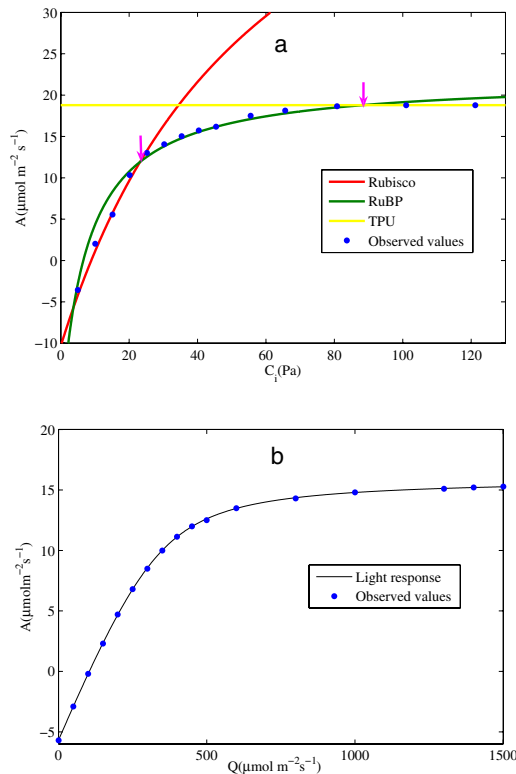 a
30
25
20
15
10
5
0
−5
−10
A(μmol m⁻² s⁻¹)
Rubisco
RuBP
TPU
Observed values
0 20 40 60 80 100 120
C_i(Pa)
b
20
15
10
5
0
−5
A(μmolm⁻²s⁻¹)
Light response
Observed values
0 500 1000 1500
Q(μmol m⁻²s⁻¹)